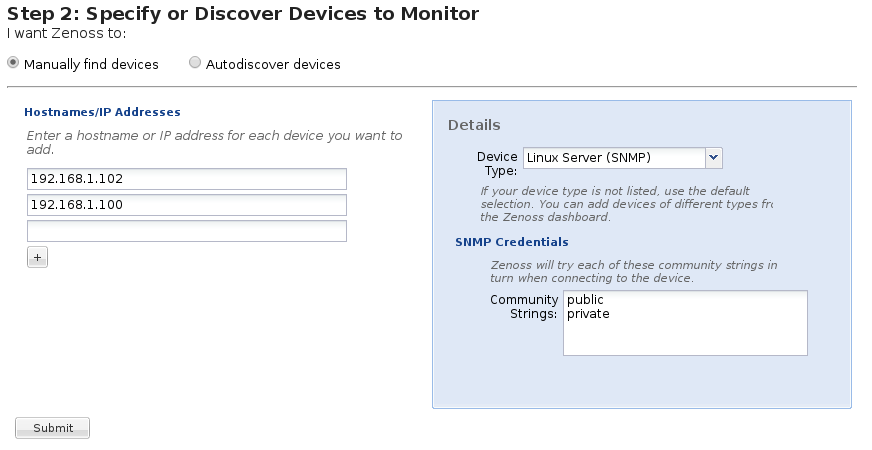 Step 2: Specify or Discover Devices to Monitor
I want Zenoss to:
Manually find devices
Autodiscover devices
Hostnames/IP Addresses
Enter a hostname or IP address for each device you want to
add.
192.168.1.102
192.168.1.100
+
Details
Device
Type:
Linux Server (SNMP)
If your device type is not listed, use the default
selection. You can add devices of different types fr
the Zenoss dashboard.
SNMP Credentials
Zenoss will try each of these community strings in
turn when connecting to the device.
Community
Strings:
public
private
Submit